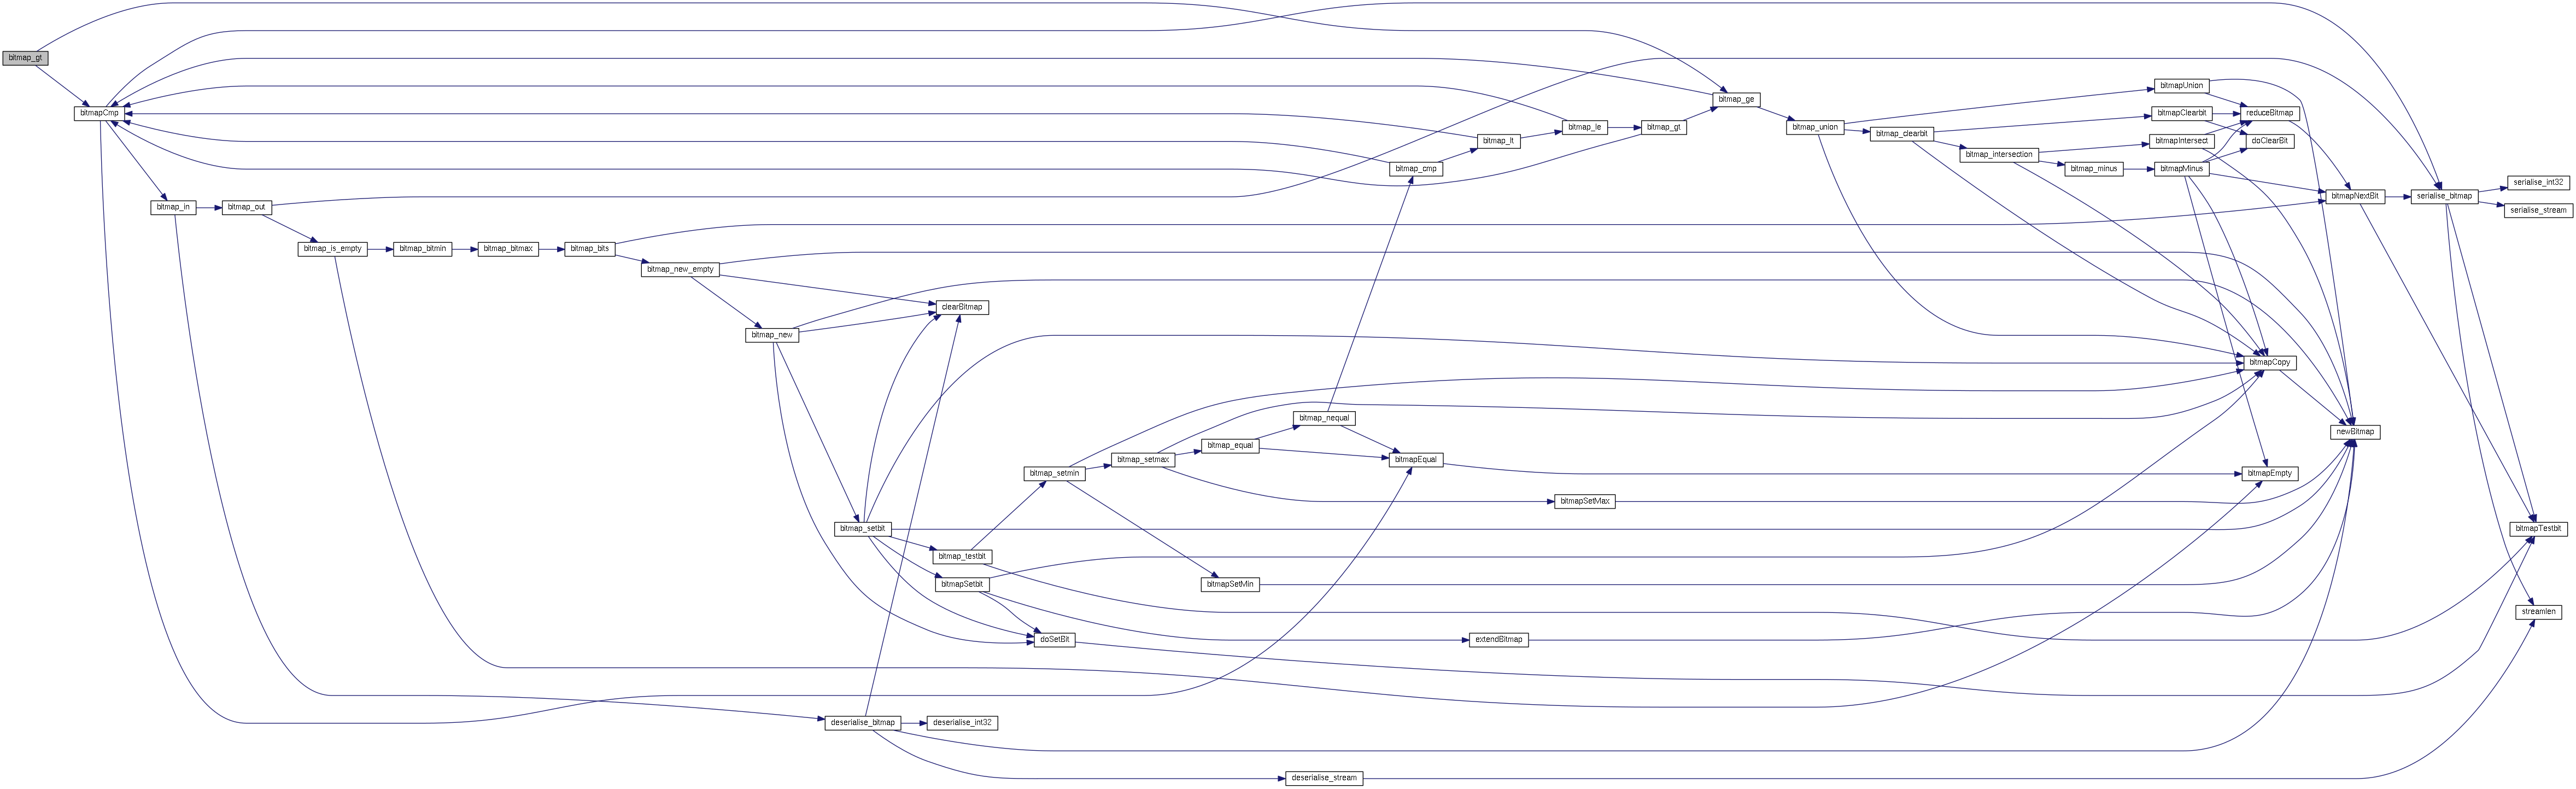 bitmap_gt
bitmapCmp
bitmap_in
bitmap_out
bitmap_is_empty
bitmap_bitmin
bitmap_bitmax
bitmap_bits
bitmap_new_empty
bitmap_new
clearBitmap
bitmap_setbit
bitmap_testbit
bitmapSetbit
doSetBit
deserialise_bitmap
deserialise_int32
deserialise_stream
bitmap_setmin
bitmap_setmax
bitmap_equal
bitmap_nequal
bitmapEqual
bitmapSetMax
bitmapSetMin
extendBitmap
bitmap_cmp
bitmap_lt
bitmap_le
bitmap_gt
bitmap_ge
bitmap_union
bitmap_clearbit
bitmap_intersection
bitmap_minus
bitmapUnion
bitmapClearbit
bitmapIntersect
bitmapMinus
reduceBitmap
doClearBit
bitmapNextBit
serialise_bitmap
serialise_int32
serialise_stream
bitmapCopy
newBitmap
bitmapEmpty
bitmapTestbit
streamlen